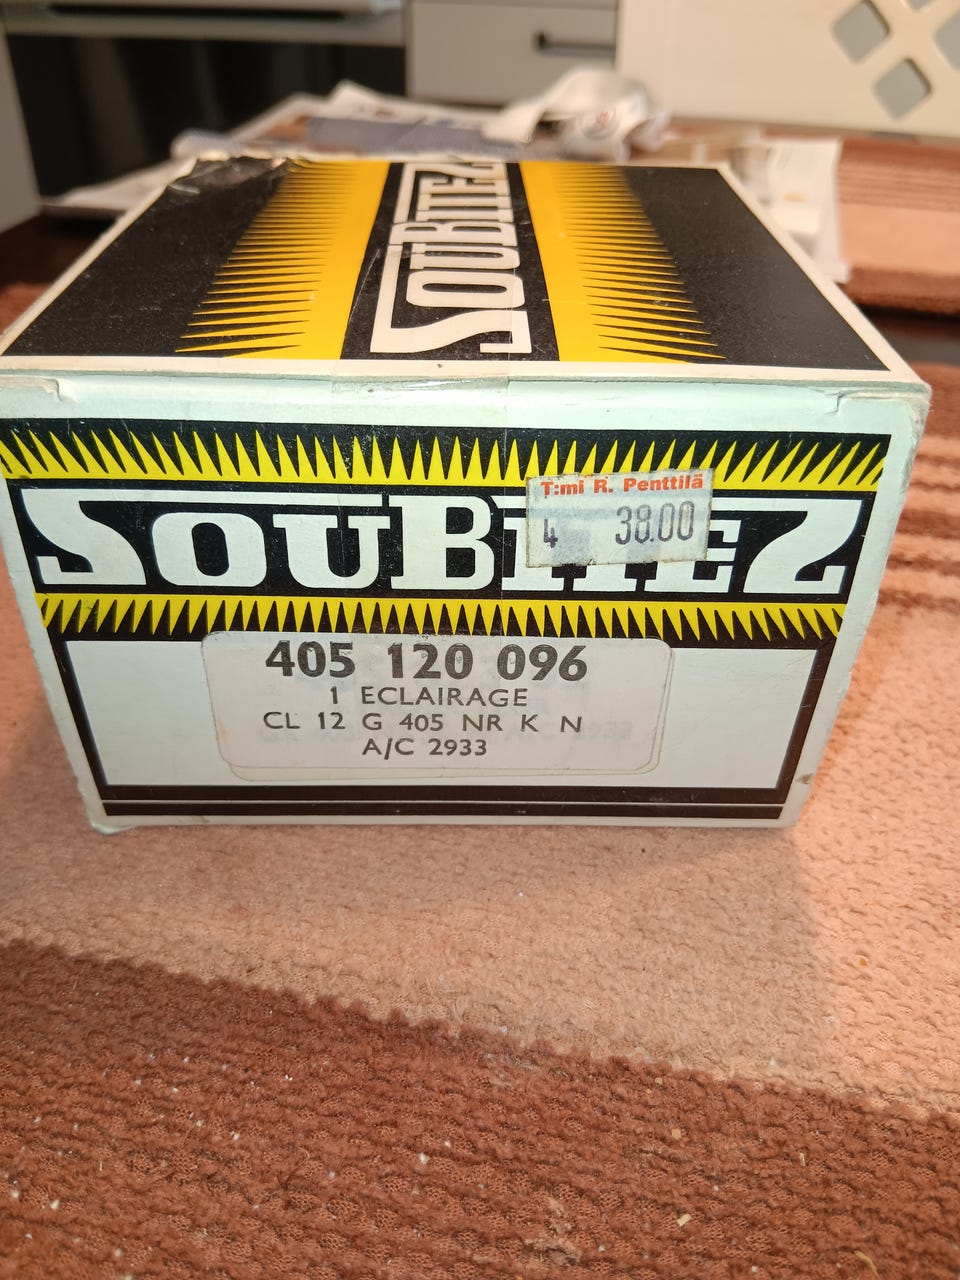 SOUBITEZ
SOUBITEZ
T:mi R. Penttilä
4 38.00
405 120 096
1 ECLAIRAGE
CL 12 G 405 NR K N
A/C 2933